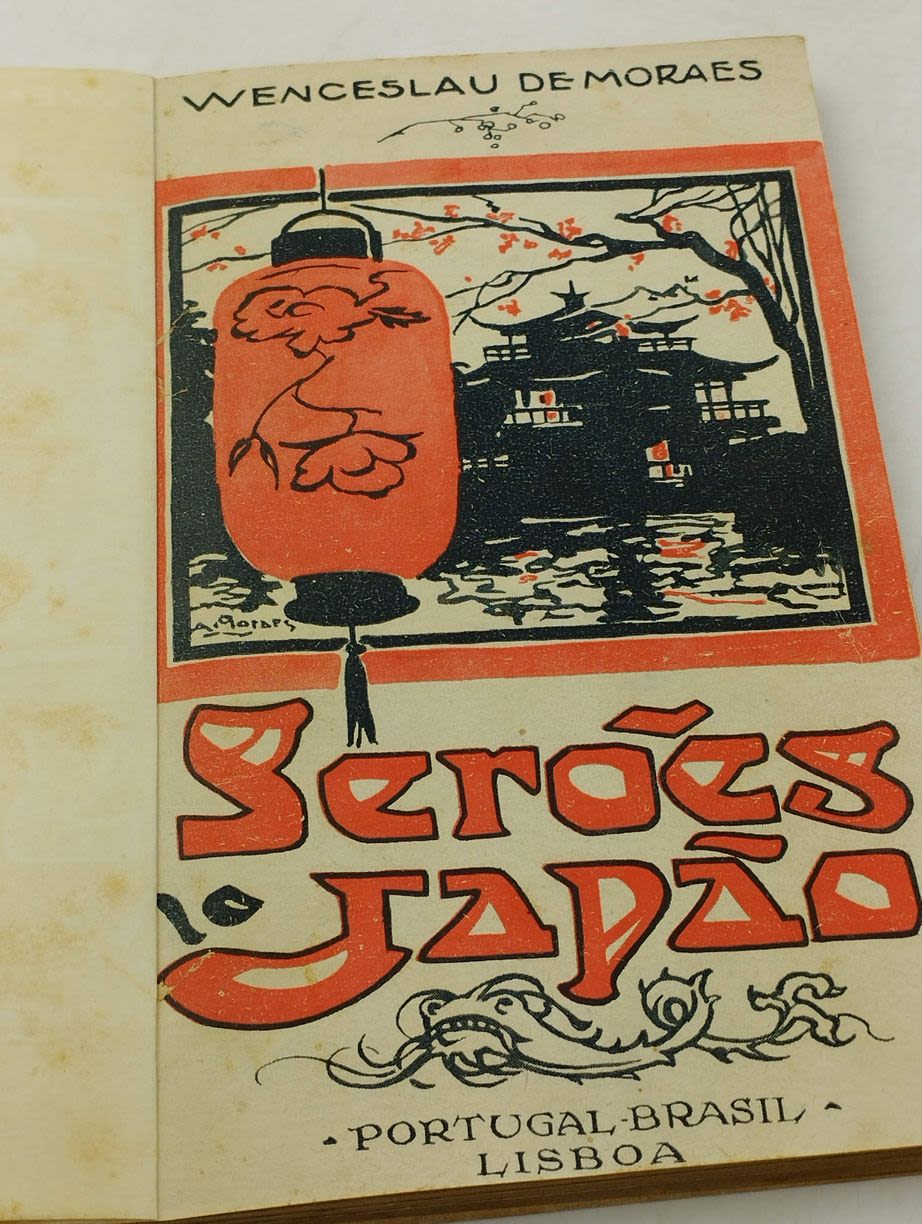 WENCESLAU DE MORAES
A. Moraes
Serões
no Japão
· PORTUGAL-BRASIL ·
LISBOA